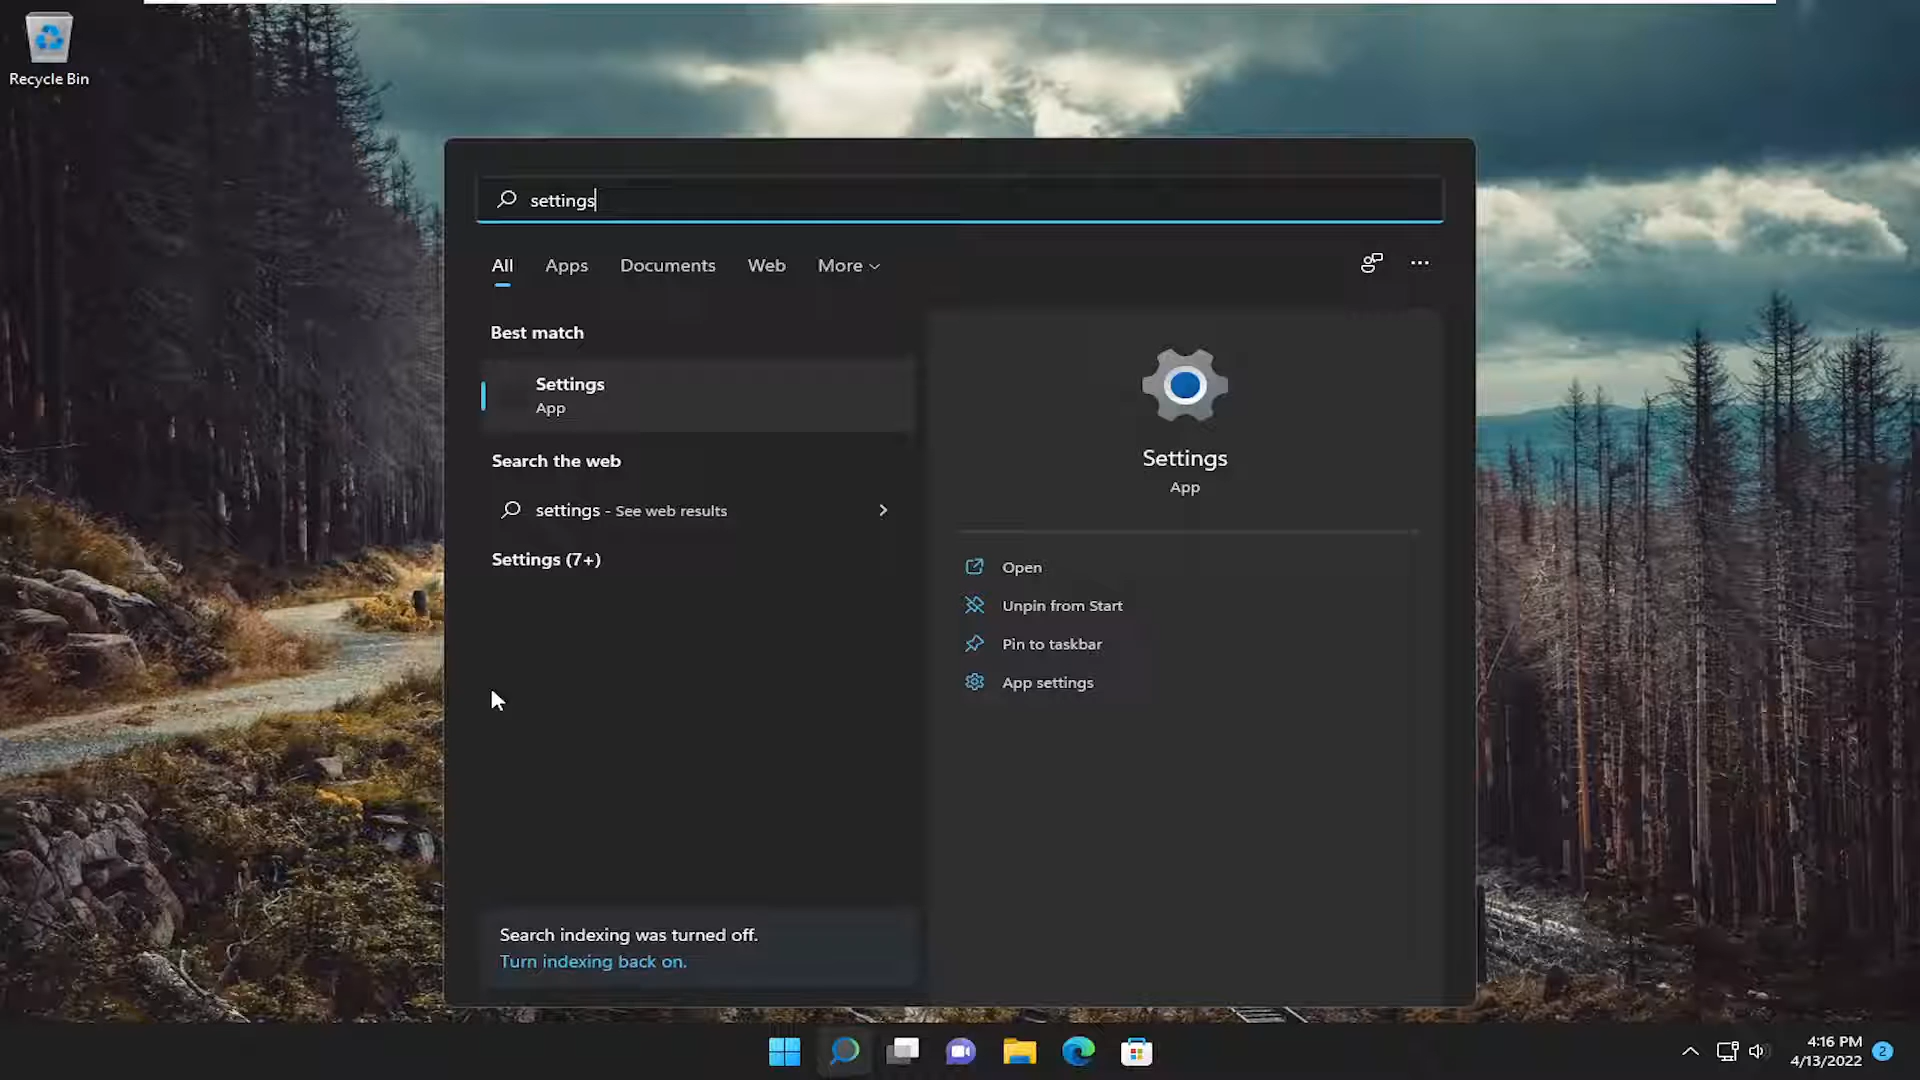 Recycle Bin
settings
All Apps Documents Web More
Best match
Settings
App
Search the web
settings - See web results
Settings (7+)
Search indexing was turned off.
Turn indexing back on.
Settings
App
Open
Unpin from Start
Pin to taskbar
App settings
4:16 PM
4/13/2022
2